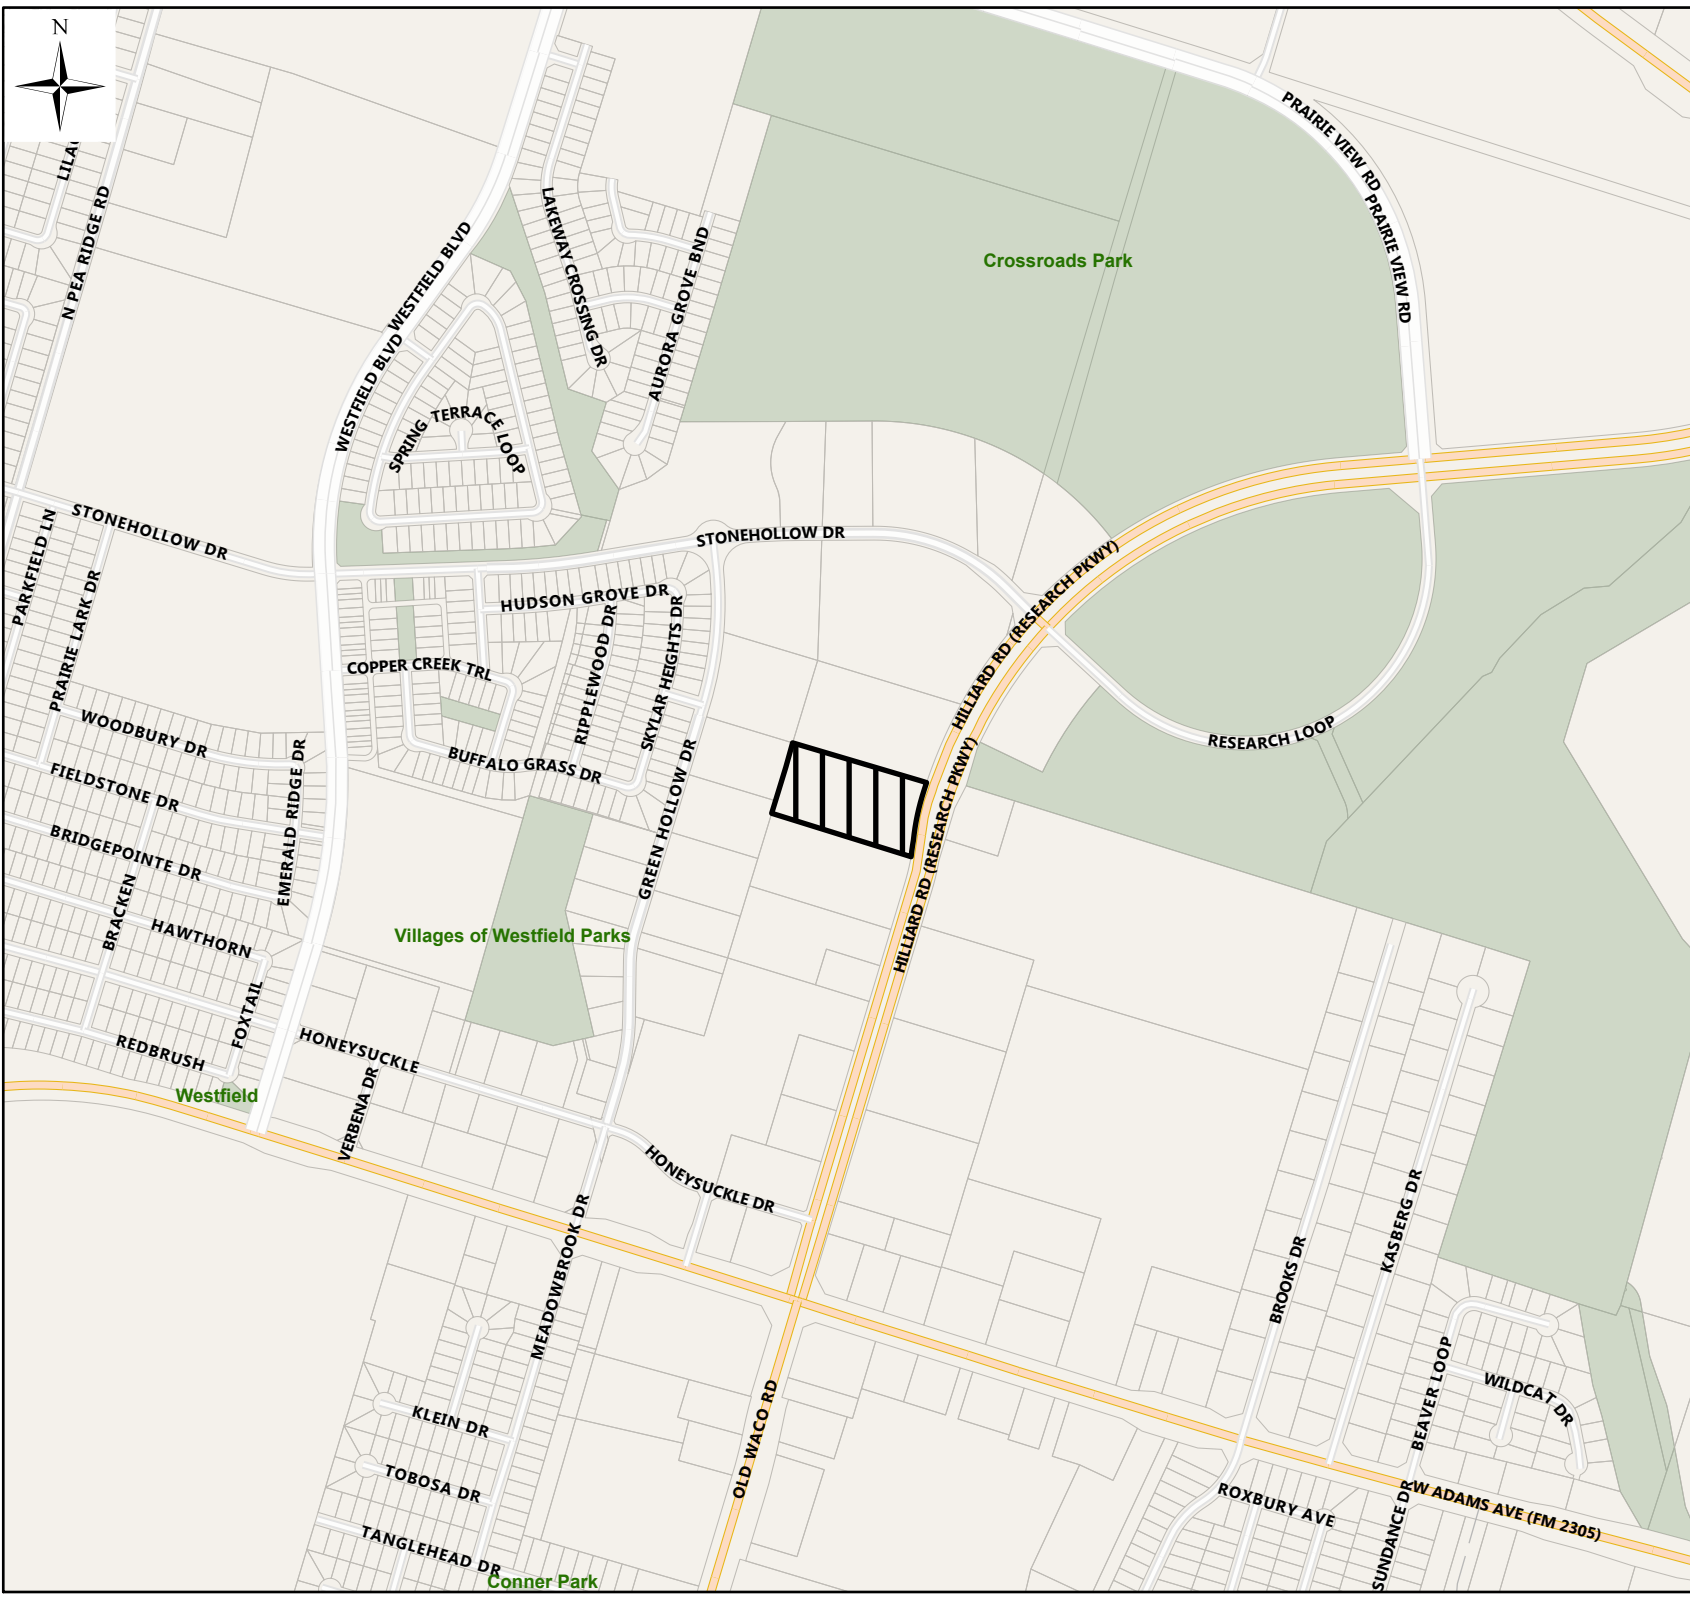 N
LILAC
N PEA RIDGE RD
WESTFIELD BLVD
WESTFIELD BLVD
LAKEWAY CROSSING DR
AURORA GROVE BND
PRAIRIE VIEW RD
PRAIRIE VIEW RD
Crossroads Park
SPRING TERRACE LOOP
STONEHOLLOW DR
STONEHOLLOW DR
PARKFIELD LN
PRAIRIE LARK DR
HUDSON GROVE DR
RIPPLEWOOD DR
SKYLAR HEIGHTS DR
COPPER CREEK TRL
BUFFALO GRASS DR
GREEN HOLLOW DR
HILLIARD RD (RESEARCH PKWY)
HILLIARD RD (RESEARCH PKWY)
RESEARCH LOOP
WOODBURY DR
FIELDSTONE DR
EMERALD RIDGE DR
BRIDGEPOINTE DR
BRACKEN
HAWTHORN
FOXTAIL
REDBRUSH
Villages of Westfield Parks
HONEYSUCKLE
VERBENA DR
Westfield
HONEYSUCKLE DR
MEADOWBROOK DR
BROOKS DR
KASBERG DR
BEAVER LOOP
WILDCAT DR
KLEIN DR
TOBOSA DR
TANGLEHEAD DR
OLD WACO RD
ROXBURY AVE
SUNDANCE DR
W ADAMS AVE (FM 2305)
Conner Park